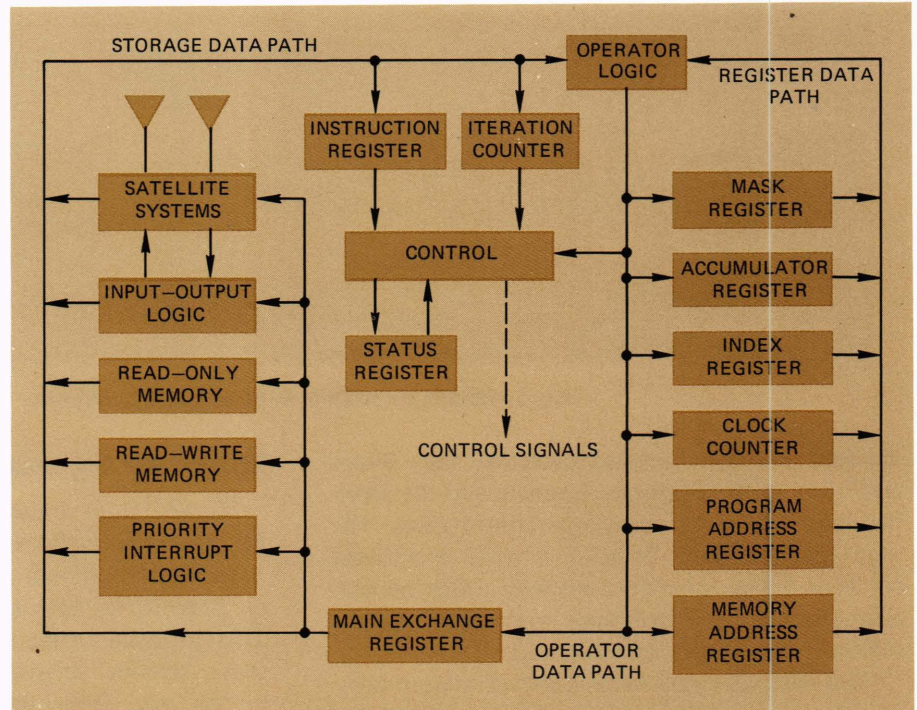 STORAGE DATA PATH
OPERATOR
LOGIC
REGISTER DATA
PATH
INSTRUCTION
REGISTER
ITERATION
COUNTER
SATELLITE
SYSTEMS
MASK
REGISTER
CONTROL
ACCUMULATOR
REGISTER
INPUT–OUTPUT
LOGIC
STATUS
REGISTER
INDEX
REGISTER
READ–ONLY
MEMORY
CONTROL SIGNALS
CLOCK
COUNTER
READ–WRITE
MEMORY
PROGRAM
ADDRESS
REGISTER
PRIORITY
INTERRUPT
LOGIC
MAIN EXCHANGE
REGISTER
OPERATOR
DATA PATH
MEMORY
ADDRESS
REGISTER